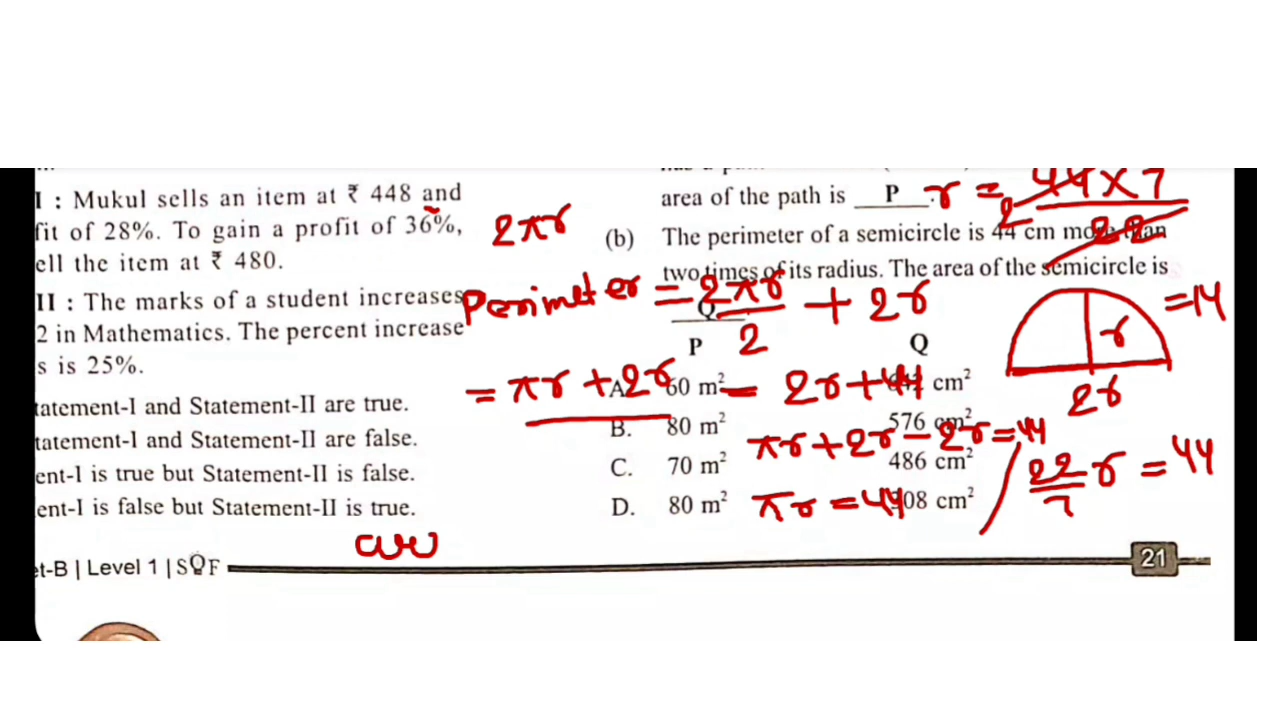 I : Mukul sells an item at ₹ 448 and
fit of 28%. To gain a profit of 36%,
ell the item at ₹ 480.
II : The marks of a student increases
2 in Mathematics. The percent increase
s is 25%.
tatement-I and Statement-II are true.
tatement-I and Statement-II are false.
ent-I is true but Statement-II is false.
ent-I is false but Statement-II is true.
et-B | Level 1 | SOF
area of the path is P .
r = 44 × 7
2 22
(b) The perimeter of a semicircle is 44 cm more than
two times of its radius. The area of the semicircle is
Q
P Q
A. 60 m² cm²
B. 80 m² 576 cm²
C. 70 m² 486 cm²
D. 80 m² 08 cm²
21
2πr
Perimeter = 2πr + 2r
2
= πr + 2r = 2r + 44
πr + 2r - 2r = 44
πr = 44
22 r = 44
7
= 14
r
2r